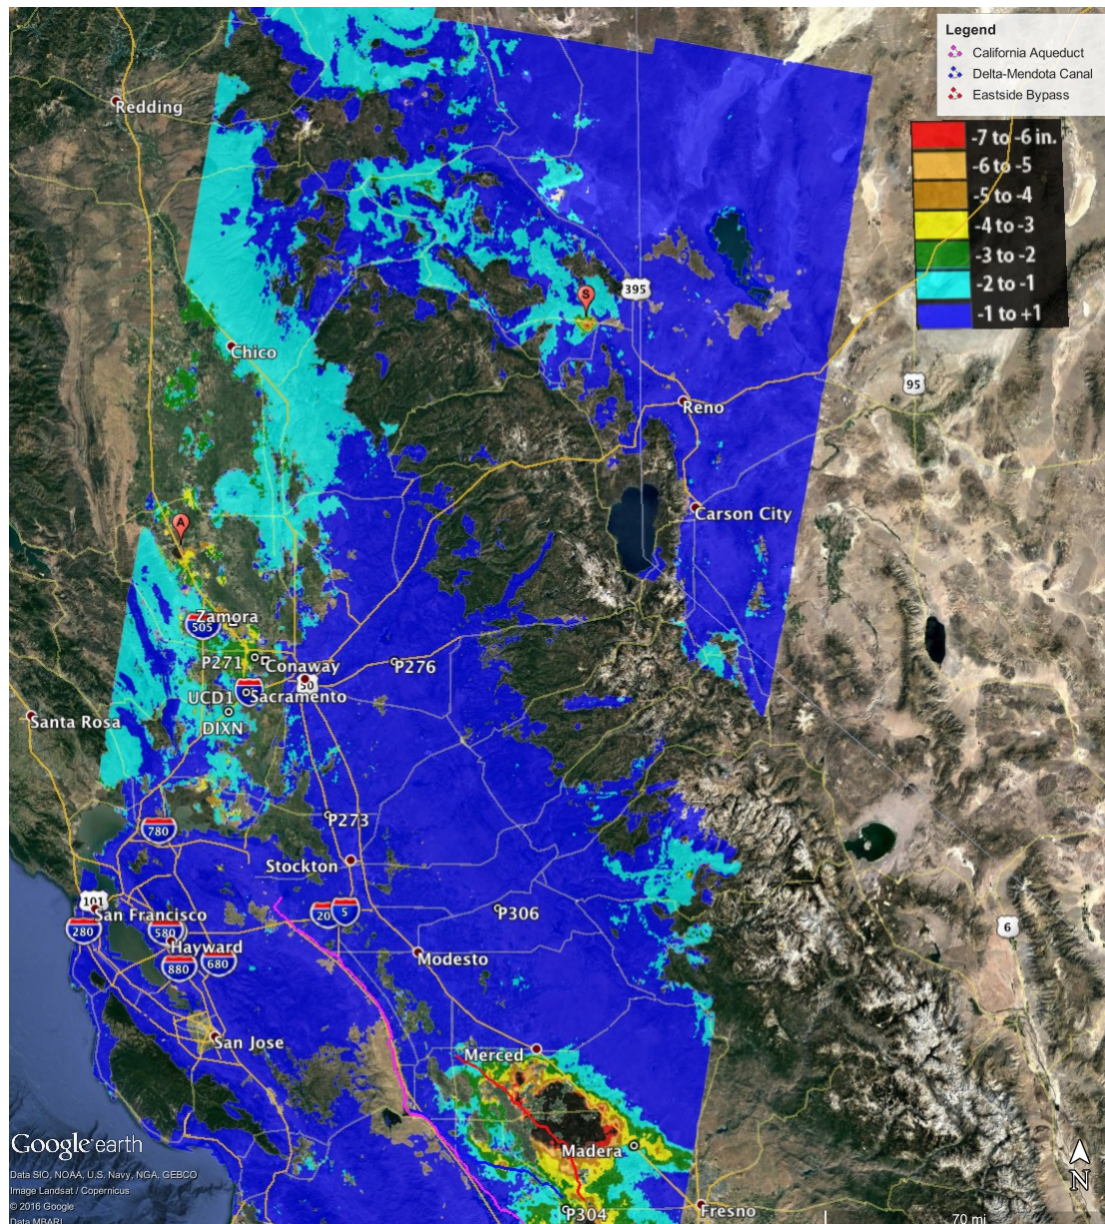 Legend
California Aqueduct
Delta-Mendota Canal
Eastside Bypass
Redding
-7 to -6 in.
-6 to -5
-5 to -4
-4 to -3
-3 to -2
-2 to -1
-1 to +1
S
395
Chico
95
Reno
A
Carson City
Zamora
505
P271
Conaway
P276
50
UCD1
Sacramento
Santa Rosa
DIXN
P273
780
Stockton
101
San Francisco
205
5
P306
280
580
6
Hayward
880
680
Modesto
San Jose
Merced
Google earth
Madera
Data SIO, NOAA, U.S. Navy, NGA, GEBCO
Image Landsat / Copernicus
N
© 2016 Google
P304
Fresno
Data MBARI
70 mi